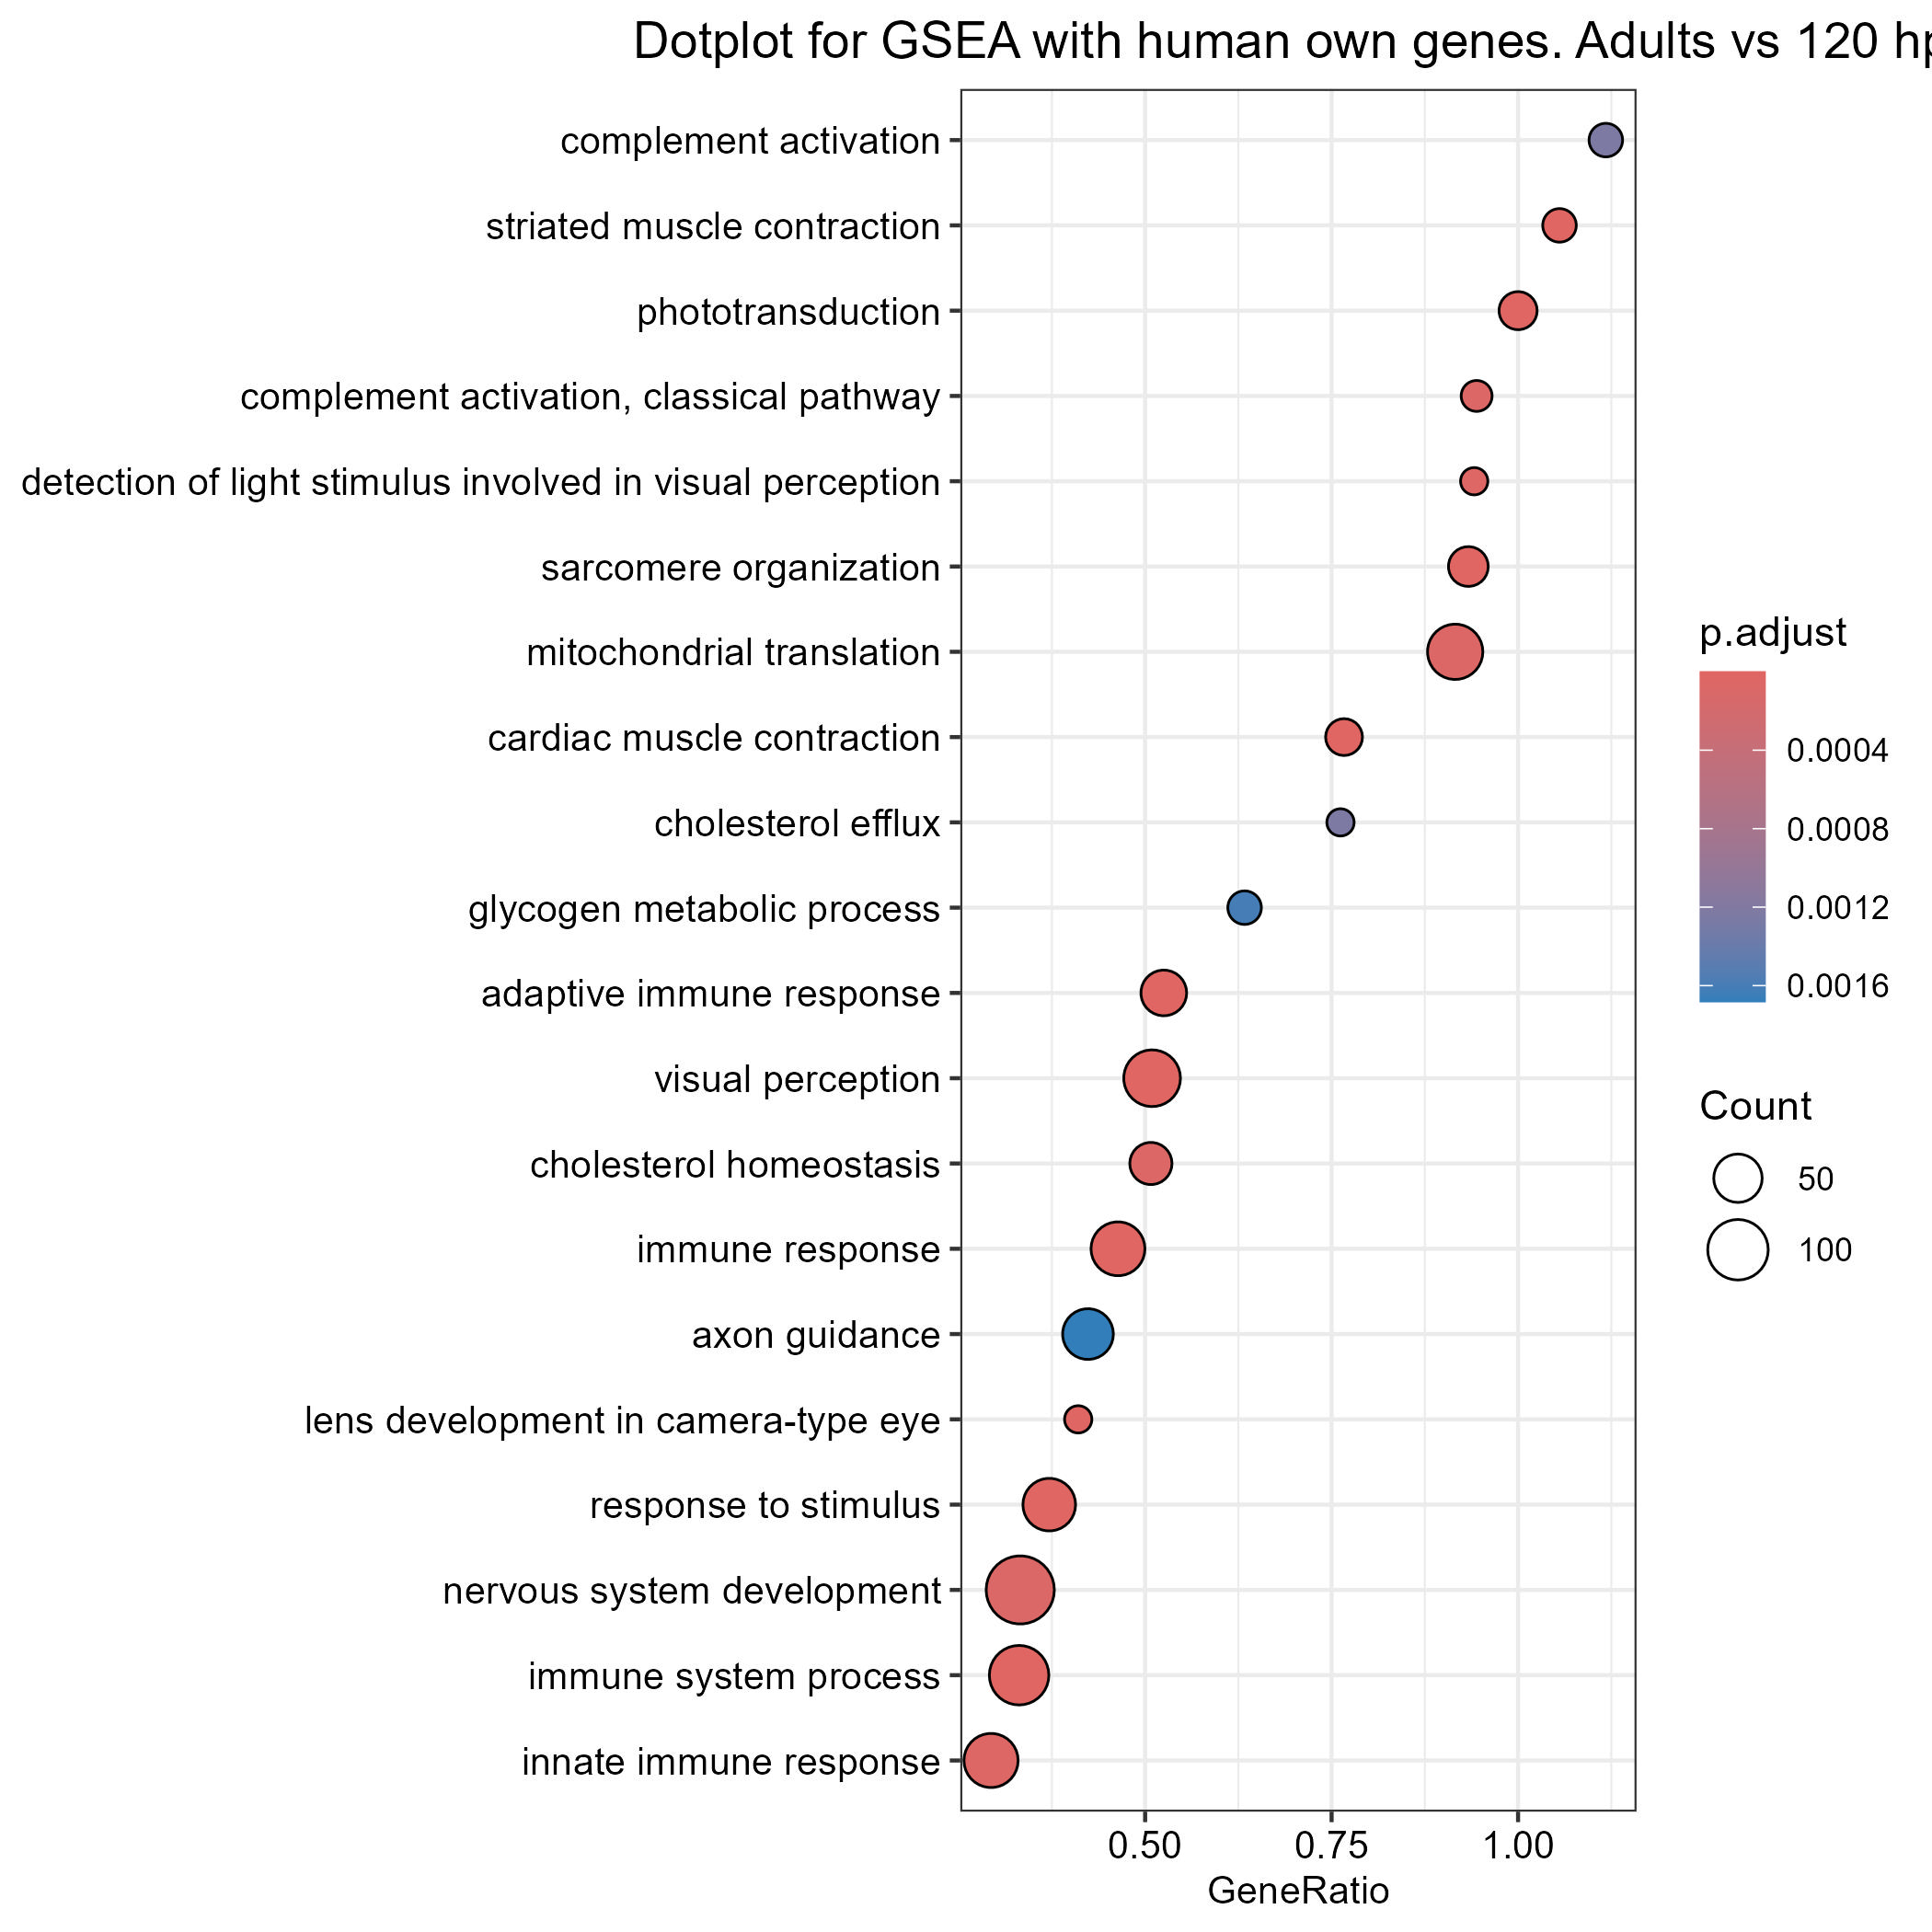 Dotplot for GSEA with human own genes. Adults vs 120
complement activation
striated muscle contraction
phototransduction
complement activation, classical pathway
detection of light stimulus involved in visual perception
sarcomere organization
mitochondrial translation
cardiac muscle contraction
cholesterol efflux
glycogen metabolic process
adaptive immune response
visual perception
cholesterol homeostasis
immune response
axon guidance
lens development in camera-type eye
response to stimulus
nervous system development
immune system process
innate immune response
0.50 0.75 1.00
GeneRatio
p.adjust
0.0004
0.0008
0.0012
0.0016
Count
50
100